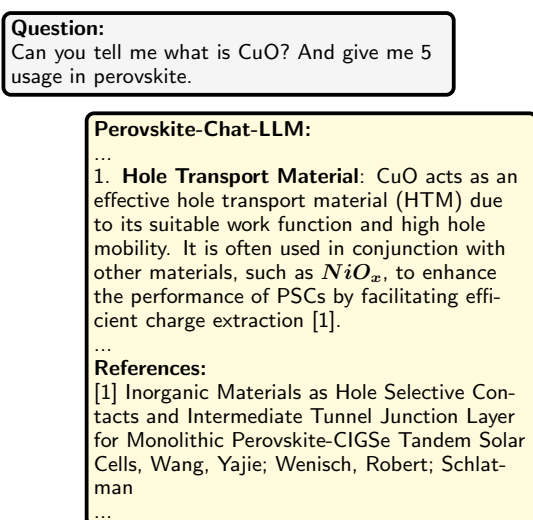 Question:
Can you tell me what is CuO? And give me 5
usage in perovskite.
Perovskite-Chat-LLM:
...
1. Hole Transport Material: CuO acts as an
effective hole transport material (HTM) due
to its suitable work function and high hole
mobility. It is often used in conjunction with
other materials, such as NiOₓ, to enhance
the performance of PSCs by facilitating effi-
cient charge extraction [1].
...
References:
[1] Inorganic Materials as Hole Selective Con-
tacts and Intermediate Tunnel Junction Layer
for Monolithic Perovskite-CIGSe Tandem Solar
Cells, Wang, Yajie; Wenisch, Robert; Schlat-
man
...